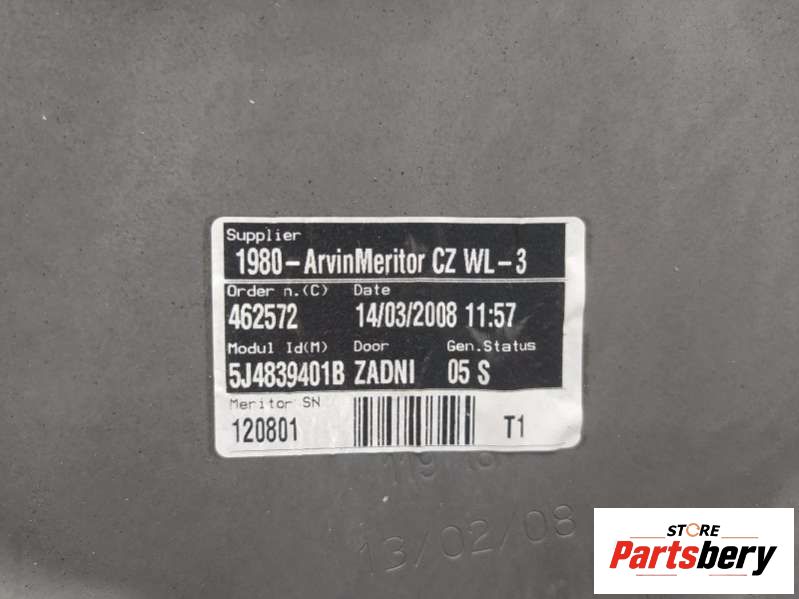 Supplier
1980-ArvinMeritor CZ WL-3
Order n.(C) Date
462572 14/03/2008 11:57
Modul Id(M) Door Gen.Status
5J4839401B ZADNI 05 S
Meritor SN
120801 T1
13/02/08
STORE
Partsbery